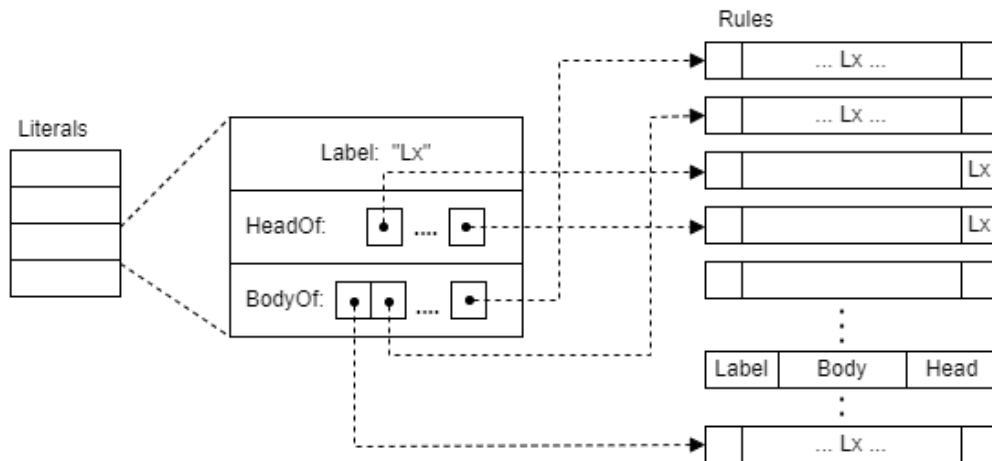 Rules
... Lx ...
... Lx ...
Literals
Label: "Lx"
Lx
HeadOf: ....
Lx
BodyOf: ....
Label Body Head
... Lx ...